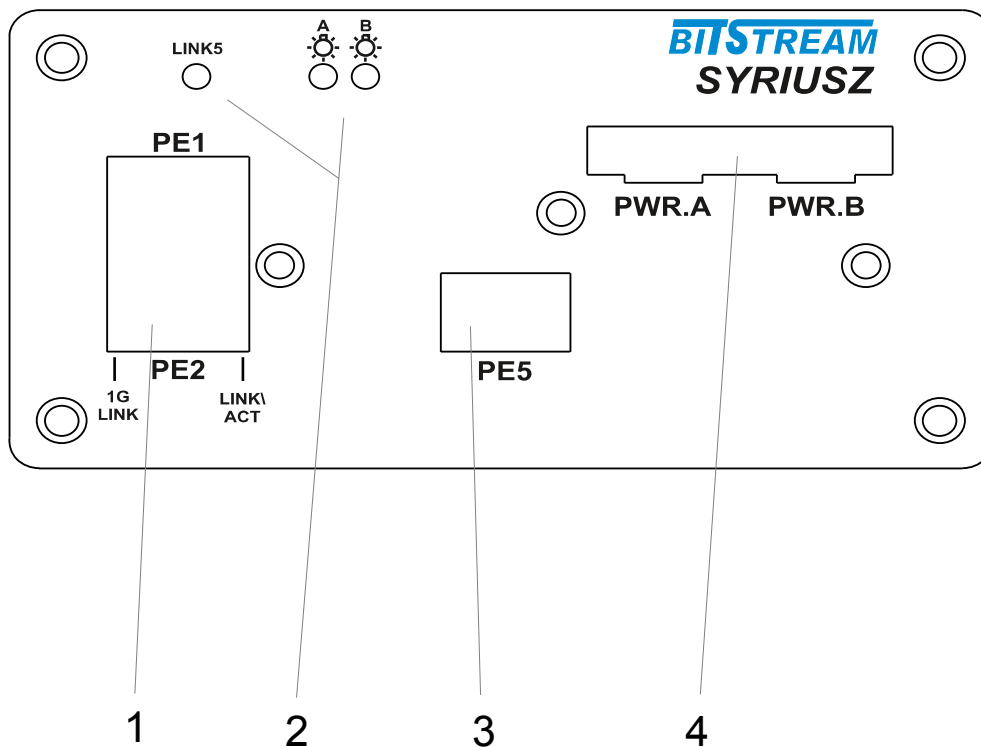 A B
LINK5
BITSTREAM
SYRIUSZ
PE1
PWR.A PWR.B
PE2
PE5
1G
LINK
LINK\
ACT
1 2 3 4